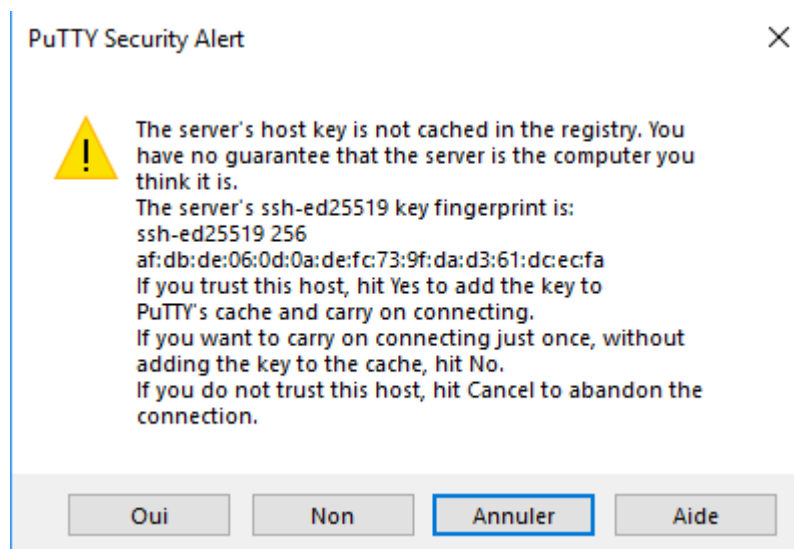 PuTTY Security Alert
The server's host key is not cached in the registry. You
have no guarantee that the server is the computer you
think it is.
The server's ssh-ed25519 key fingerprint is:
ssh-ed25519 256
af:db:de:06:0d:0a:de:fc:73:9f:da:d3:61:dc:ec:fa
If you trust this host, hit Yes to add the key to
PuTTY's cache and carry on connecting.
If you want to carry on connecting just once, without
adding the key to the cache, hit No.
If you do not trust this host, hit Cancel to abandon the
connection.
Oui Non Annuler Aide